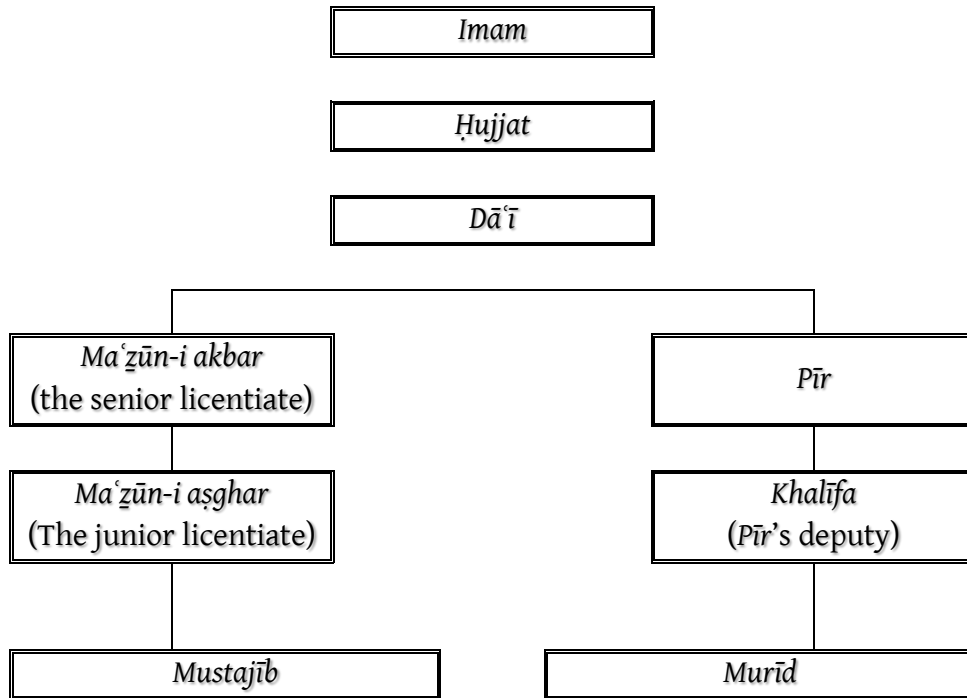 Imam
Ḥujjat
Dāʿī
Maʿẕūn-i akbar
(the senior licentiate)
Pīr
Maʿẕūn-i aṣghar
(The junior licentiate)
Khalīfa
(Pīr’s deputy)
Mustajīb
Murīd